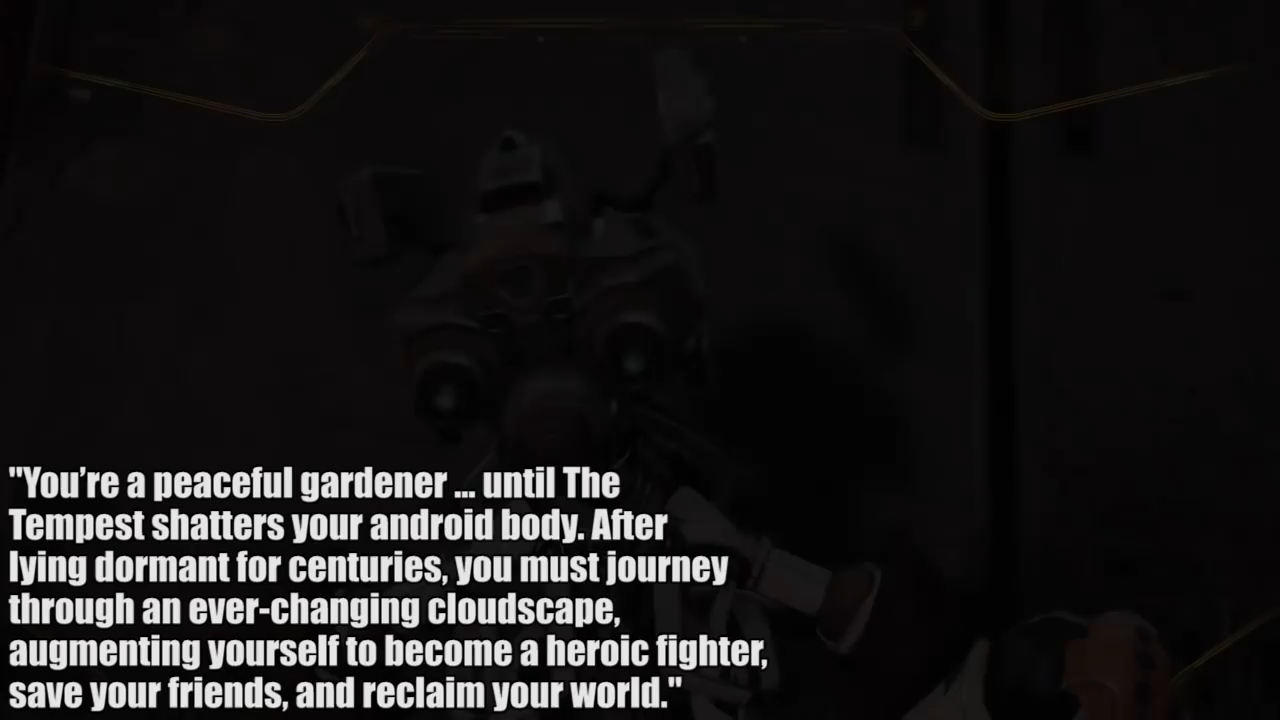 "You’re a peaceful gardener ... until The
Tempest shatters your android body. After
lying dormant for centuries, you must journey
through an ever-changing cloudscape,
augmenting yourself to become a heroic fighter,
save your friends, and reclaim your world."